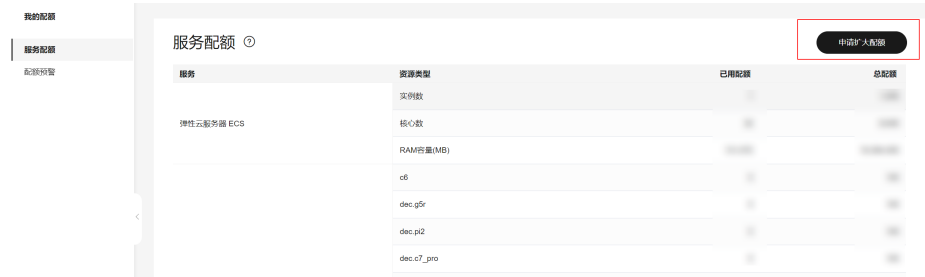 我的配额
服务配额
配额预警
服务配额 ?
申请扩大配额
服务 资源类型 已用配额 总配额
实例数
弹性云服务器 ECS 核心数
RAM容量(MB)
c6
dec.g5r
dec.pi2
dec.c7_pro